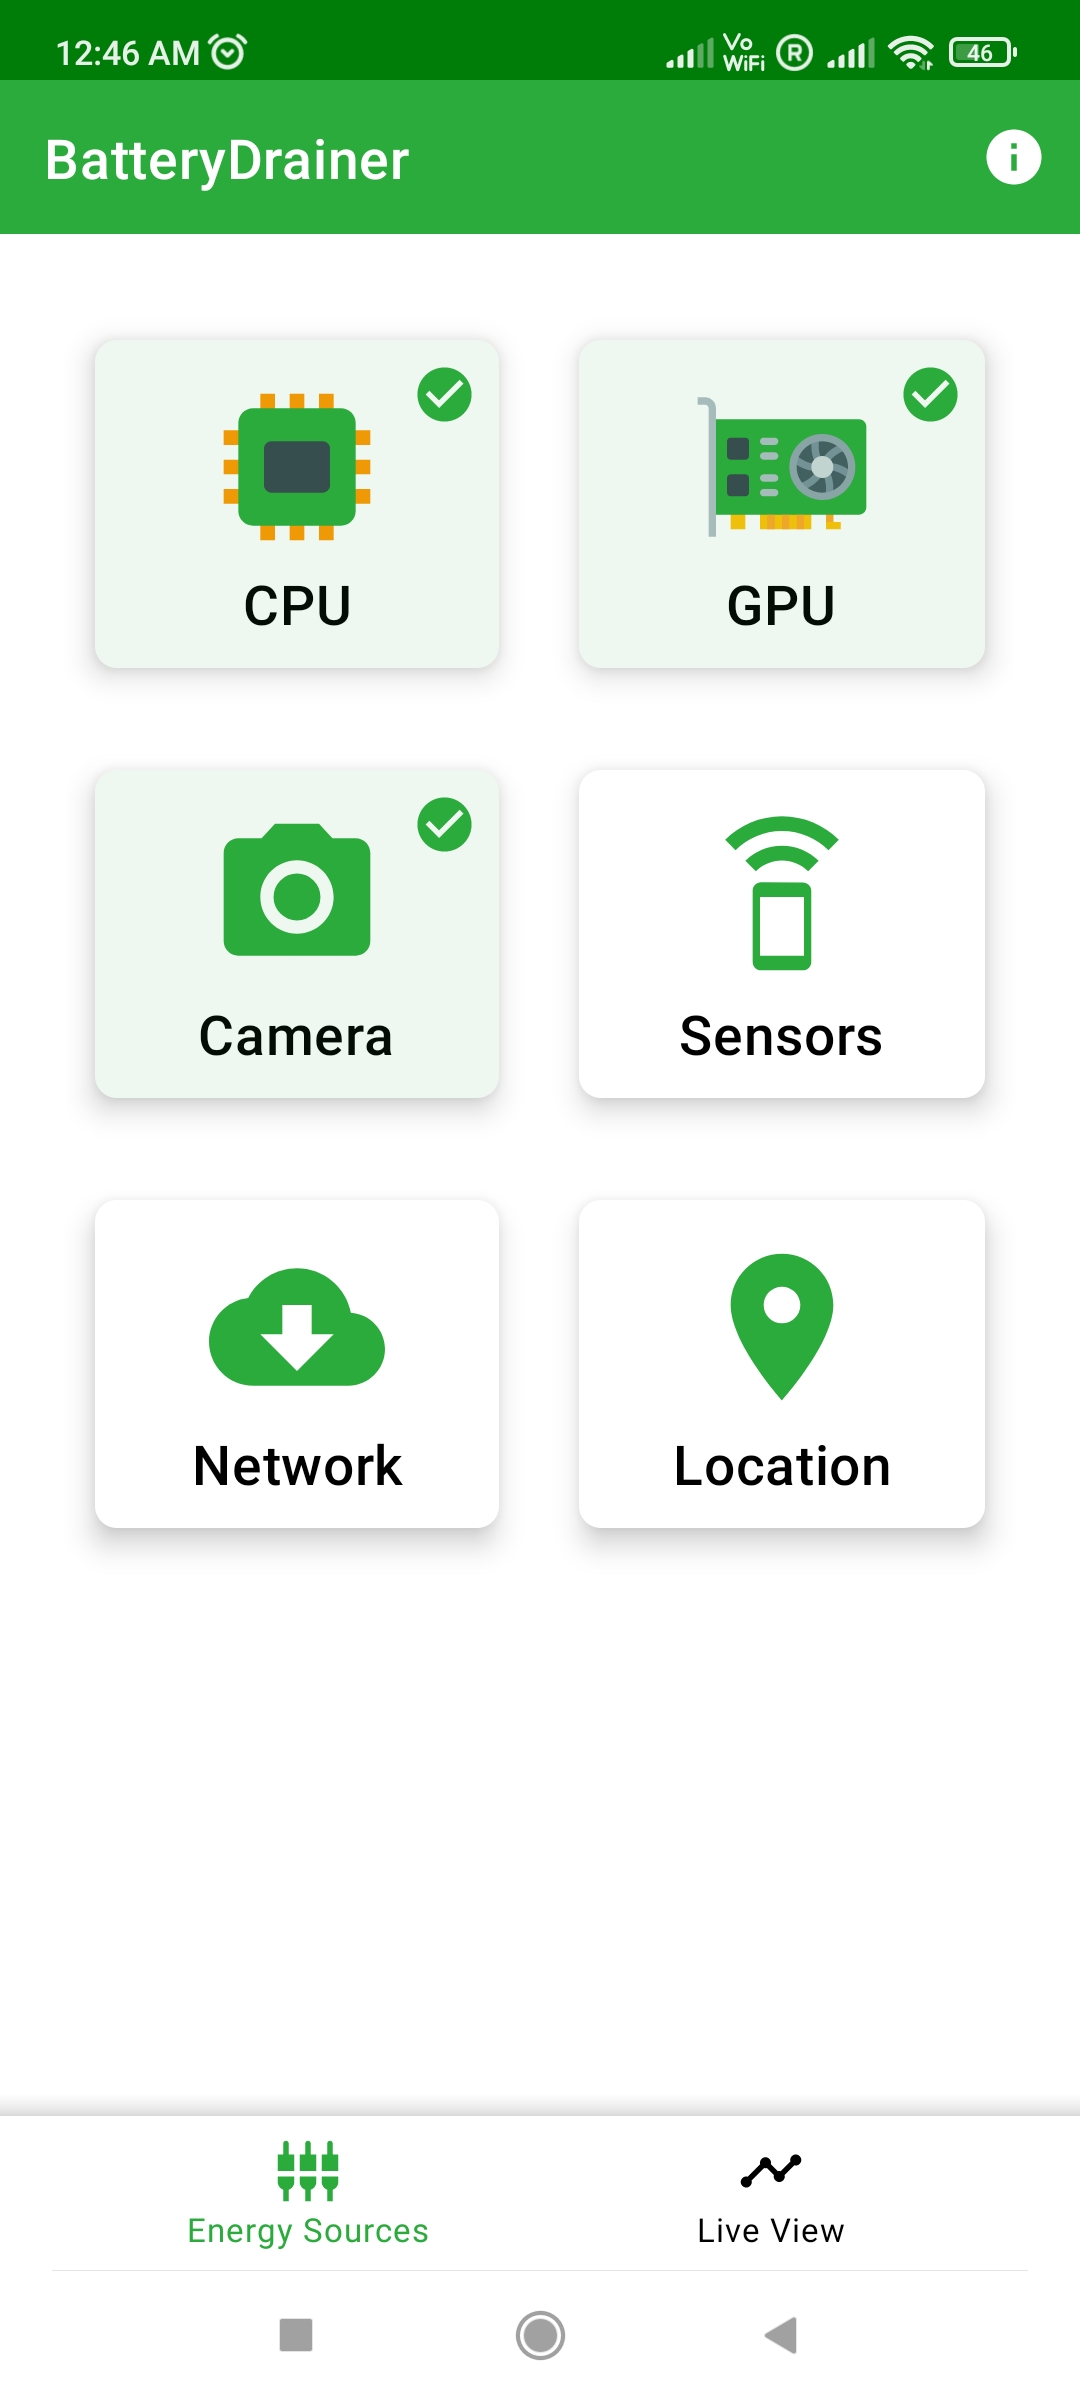 12:46 AM
Vo
WiFi
R
46
BatteryDrainer
CPU
GPU
Camera
Sensors
Network
Location
Energy Sources
Live View